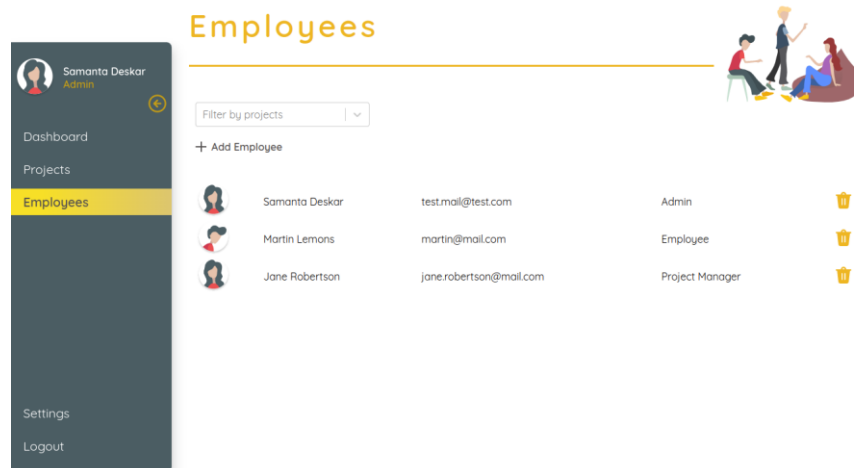 Employees
Samanta Deskar
Admin
Dashboard
Projects
Employees
Settings
Logout
Filter by projects
+ Add Employee
Samanta Deskar test.mail@test.com Admin
Martin Lemons martin@mail.com Employee
Jane Robertson jane.robertson@mail.com Project Manager